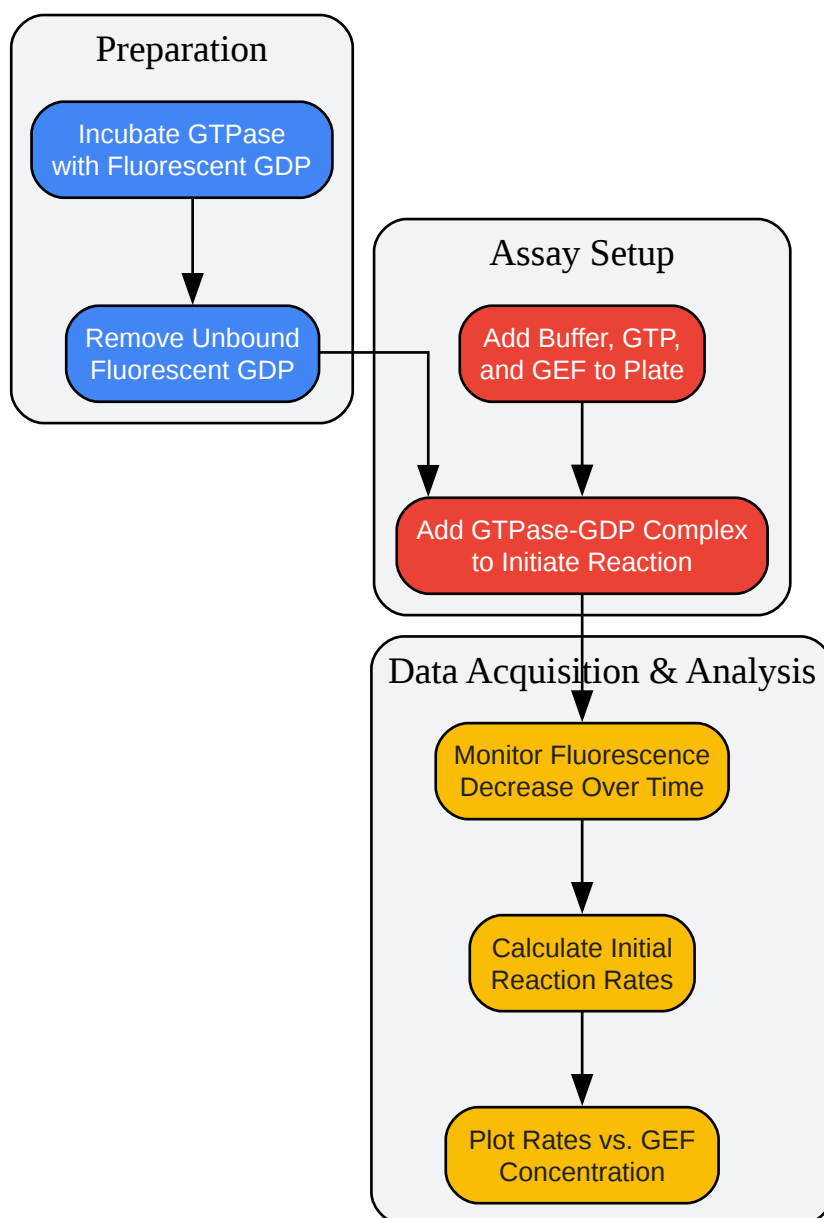 Preparation
Incubate GTPase
with Fluorescent GDP
Remove Unbound
Fluorescent GDP
Assay Setup
Add Buffer, GTP,
and GEF to Plate
Add GTPase-GDP Complex
to Initiate Reaction
Data Acquisition & Analysis
Monitor Fluorescence
Decrease Over Time
Calculate Initial
Reaction Rates
Plot Rates vs. GEF
Concentration